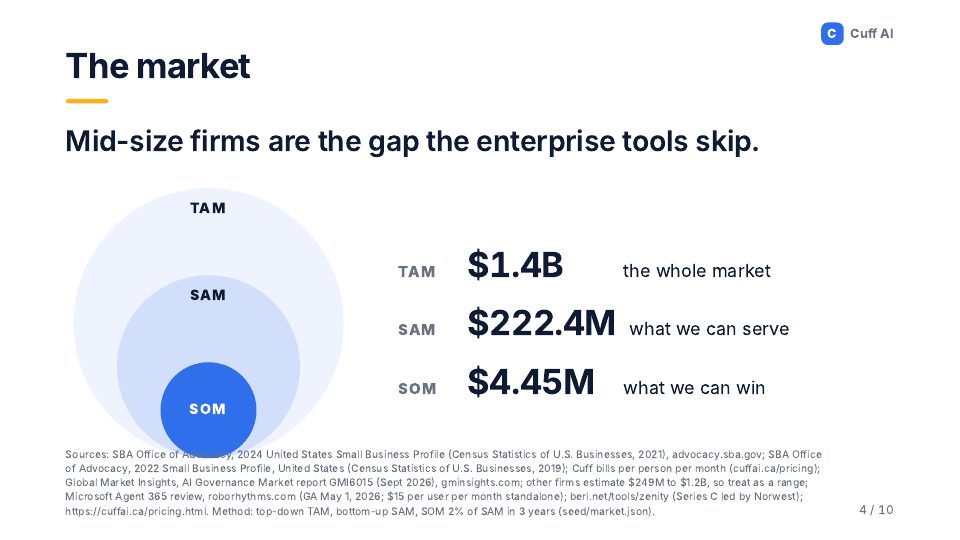 C Cuff AI
The market
Mid-size firms are the gap the enterprise tools skip.
TAM
SAM
SOM
TAM $1.4B the whole market
SAM $222.4M what we can serve
SOM $4.45M what we can win
Sources: SBA Office of Advocacy, 2024 United States Small Business Profile (Census Statistics of U.S. Businesses, 2021), advocacy.sba.gov; SBA Office
of Advocacy, 2022 Small Business Profile, United States (Census Statistics of U.S. Businesses, 2019); Cuff bills per person per month (cuffai.ca/pricing);
Global Market Insights, AI Governance Market report GMI6015 (Sept 2026), gminsights.com; other firms estimate $249M to $1.2B, so treat as a range;
Microsoft Agent 365 review, roborhythms.com (GA May 1, 2026; $15 per user per month standalone); beri.net/tools/zenity (Series C led by Norwest);
https://cuffai.ca/pricing.html. Method: top-down TAM, bottom-up SAM, SOM 2% of SAM in 3 years (seed/market.json).
4 / 10